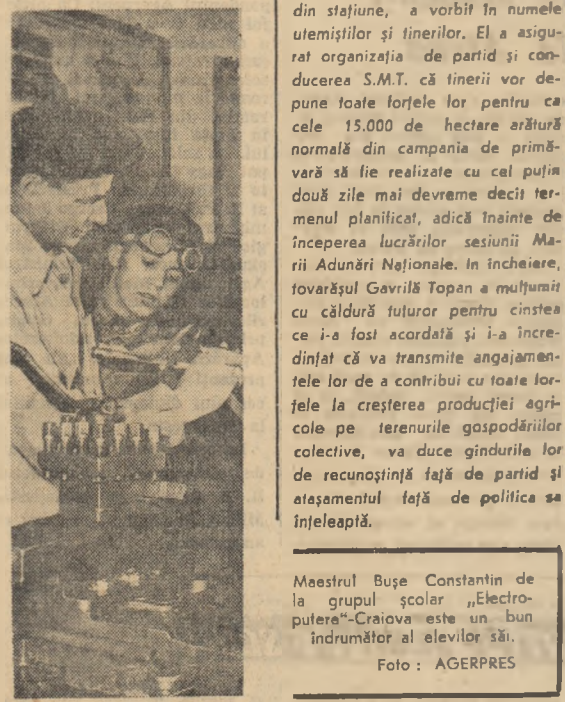 din stațiune, a vorbit în numele
utemiștilor și tinerilor. El a asigu-
rat organizația de partid și con-
ducerea S.M.T. că tinerii vor de-
pune toate forțele lor pentru ca
cele 15.000 de hectare arătură
normală din campania de primă-
vară să fie realizate cu cel puțin
două zile mai devreme decît ter-
menul planificat, adică înainte de
începerea lucrărilor sesiunii Ma-
rii Adunări Naționale. In încheiere,
tovarășul Gavrilă Topan a mulțumit
cu căldură tuturor pentru cinstea
ce i-a fost acordată și i-a încre-
dințat că va transmite angajamen-
tele lor de a contribui cu toate for-
țele la creșterea producției agri-
cole pe terenurile gospodăriilor
colective, va duce gîndurile lor
de recunoștință față de partid și
atașamentul față de politica sa
înțeleaptă.
Maestrul Bușe Constantin de
la grupul școlar „Electro-
putere“-Craiova este un bun
îndrumător al elevilor săi.
Foto : AGERPRES